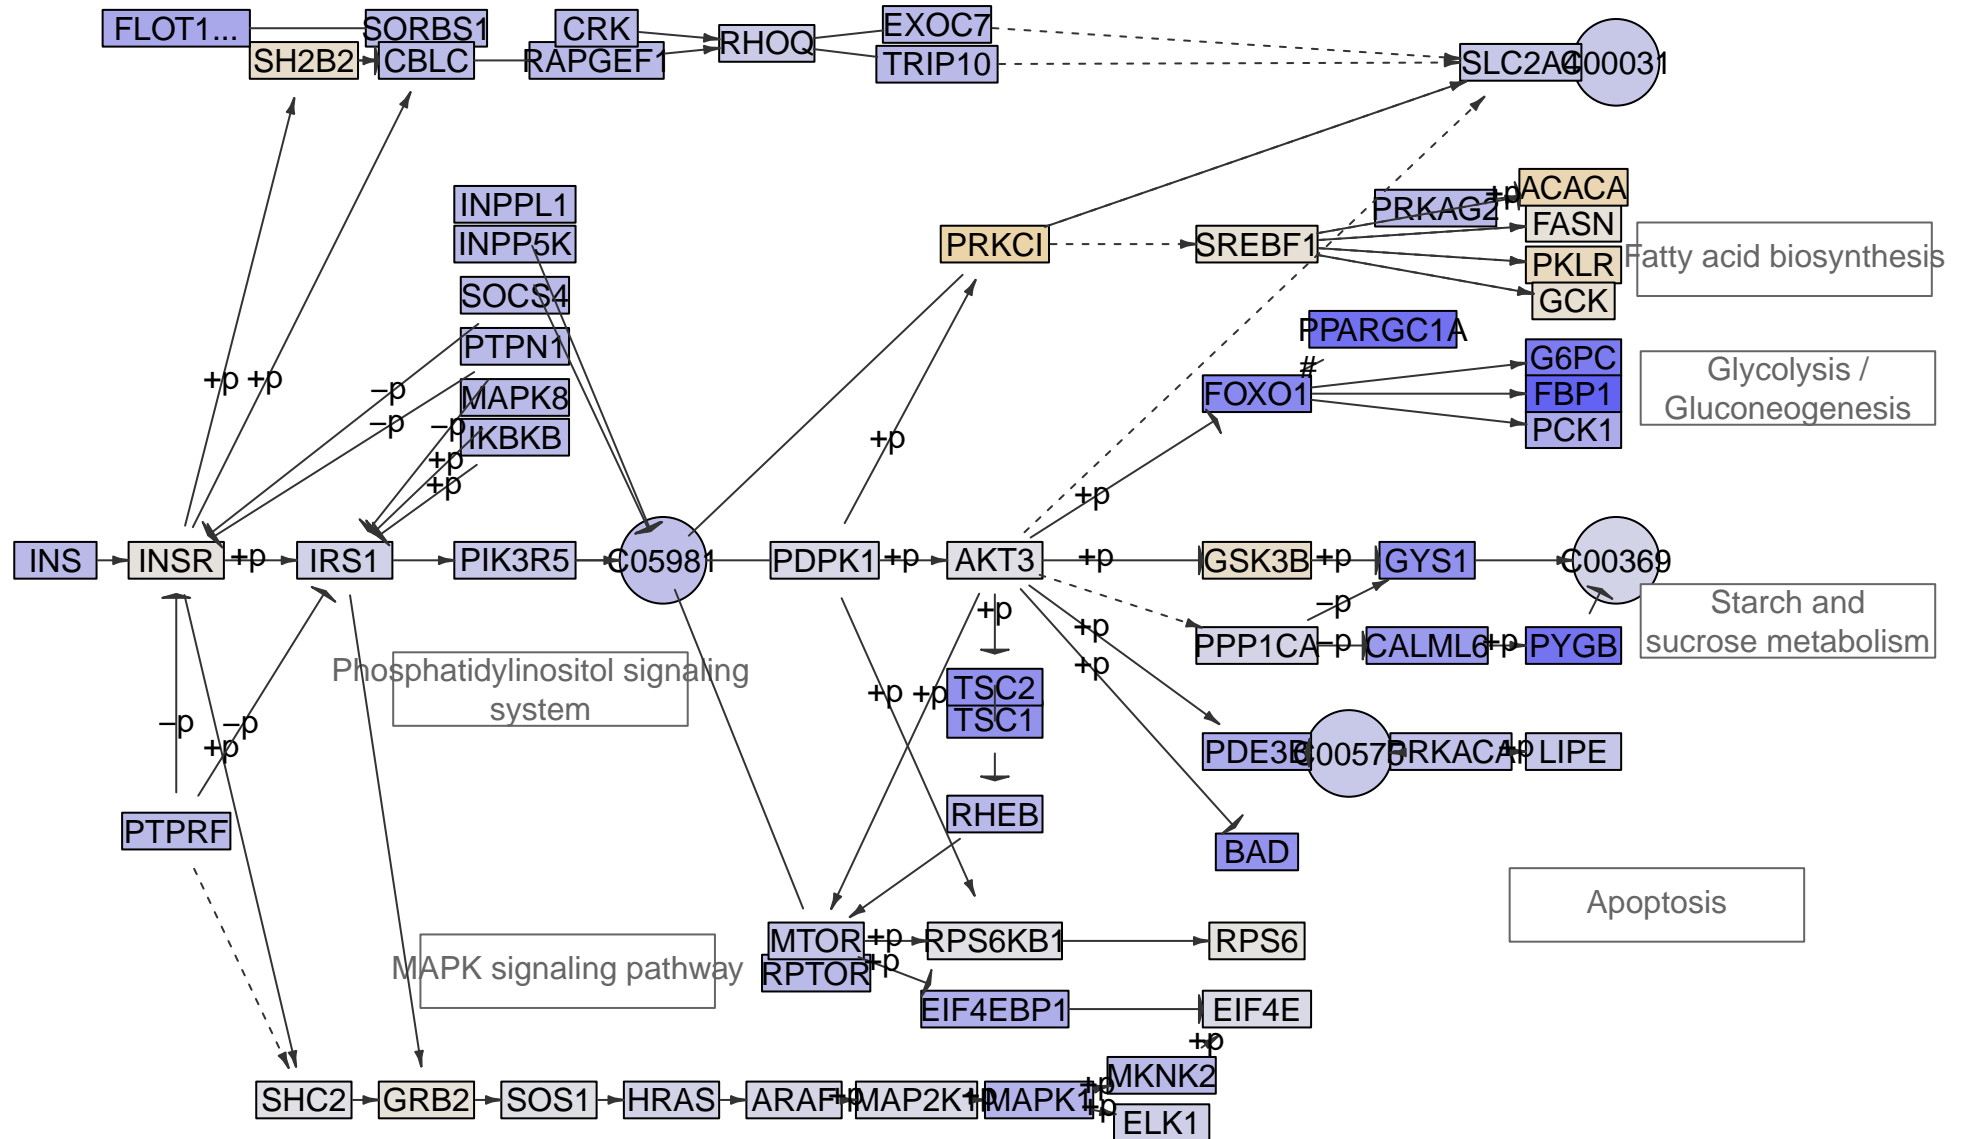 FLOT1...
SORBS1
CRK
EXOC7
SH2B2
CBLC
RAPGEF1
RHOQ
TRIP10
SLC2A4
C00031
INPPL1
INPP5K
SOCS4
PTPN1
MAPK8
IKBKB
PRKCI
SREBF1
PRKAG2
+p
ACACA
FASN
PKLR
GCK
Fatty acid biosynthesis
PPARGC1A
#
FOXO1
G6PC
FBP1
PCK1
Glycolysis /
Gluconeogenesis
+p
+p
−p
−p
−p
+p
+p
+p
+p
INS
INSR
+p
IRS1
PIK3R5
C05981
PDPK1
+p
AKT3
+p
GSK3B
+p
GYS1
C00369
−p
Starch and
sucrose metabolism
+p
+p
+p
PPP1CA
−p
CALML6
+p
PYGB
Phosphatidylinositol signaling
system
+p
+p
TSC2
TSC1
−p
+p
−p
PDE3B
C00575
PRKACA
+p
LIPE
PTPRF
RHEB
BAD
Apoptosis
MAPK signaling pathway
MTOR
RPTOR
+p
+p
RPS6KB1
RPS6
EIF4EBP1
EIF4E
+p
SHC2
GRB2
SOS1
HRAS
ARAF
+p
MAP2K1
+p
MAPK1
+p
+p
MKNK2
ELK1